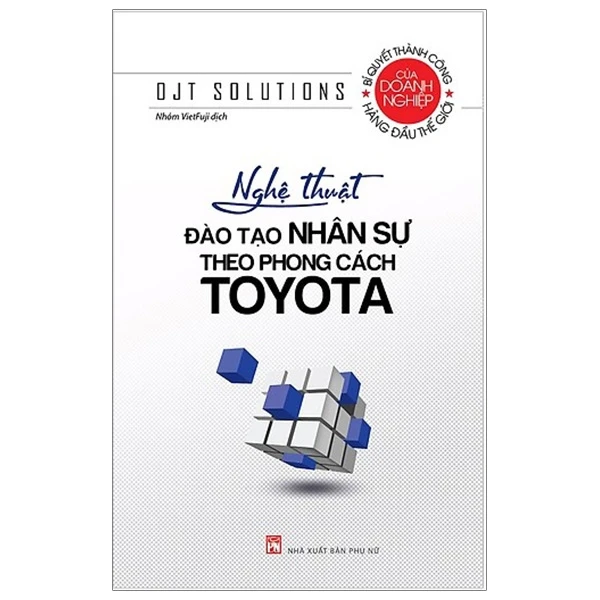 OJT SOLUTIONS
Nhóm VietFuji dịch
BÍ QUYẾT THÀNH CÔNG
CỦA
DOANH
NGHIỆP
HÀNG ĐẦU THẾ GIỚI
Nghệ thuật
ĐÀO TẠO NHÂN SỰ
THEO PHONG CÁCH
TOYOTA
PN
NHÀ XUẤT BẢN PHỤ NỮ